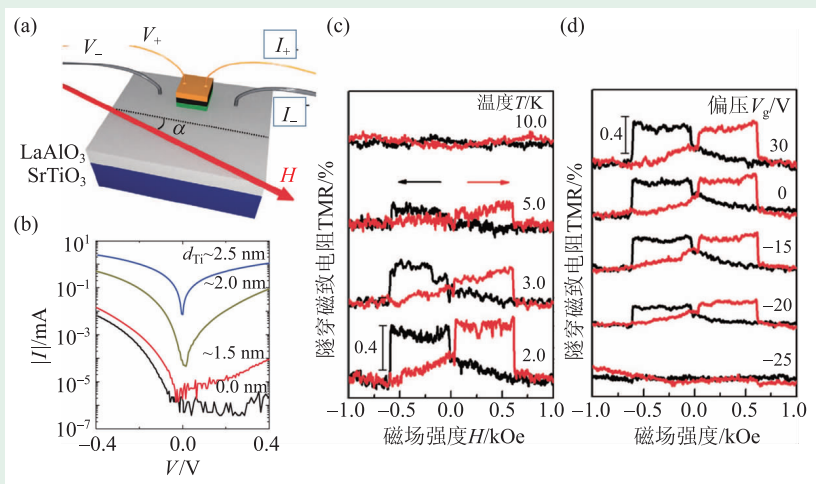 (a)
V₋
V₊
I₊
I₋
α
LaAlO₃
SrTiO₃
H
(b)
10¹
10⁻¹
10⁻³
10⁻⁵
10⁻⁷
|I|/mA
d_Ti~2.5 nm
~2.0 nm
~1.5 nm
0.0 nm
−0.4
0.0
0.4
V/V
(c)
温度T/K
10.0
5.0
3.0
2.0
0.4
隧穿磁致电阻TMR/%
−1.0
−0.5
0.0
0.5
1.0
磁场强度H/kOe
(d)
偏压V_g/V
0.4
30
0
−15
−20
−25
隧穿磁致电阻TMR/%
−1.0
−0.5
0.0
0.5
1.0
磁场强度/kOe